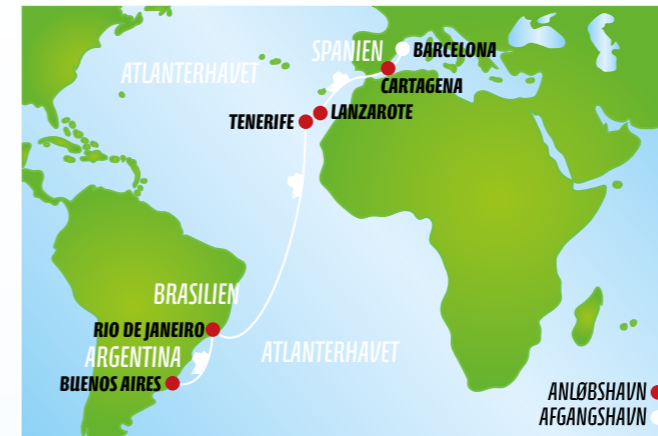 SPANIEN
BARCELONA
ATLANTERHAVET
CARTAGENA
LANZAROTE
TENERIFE
BRASILIEN
RIO DE JANEIRO
ARGENTINA
ATLANTERHAVET
BUENOS AIRES
ANLØBSHAVN
AFGANGSHAVN